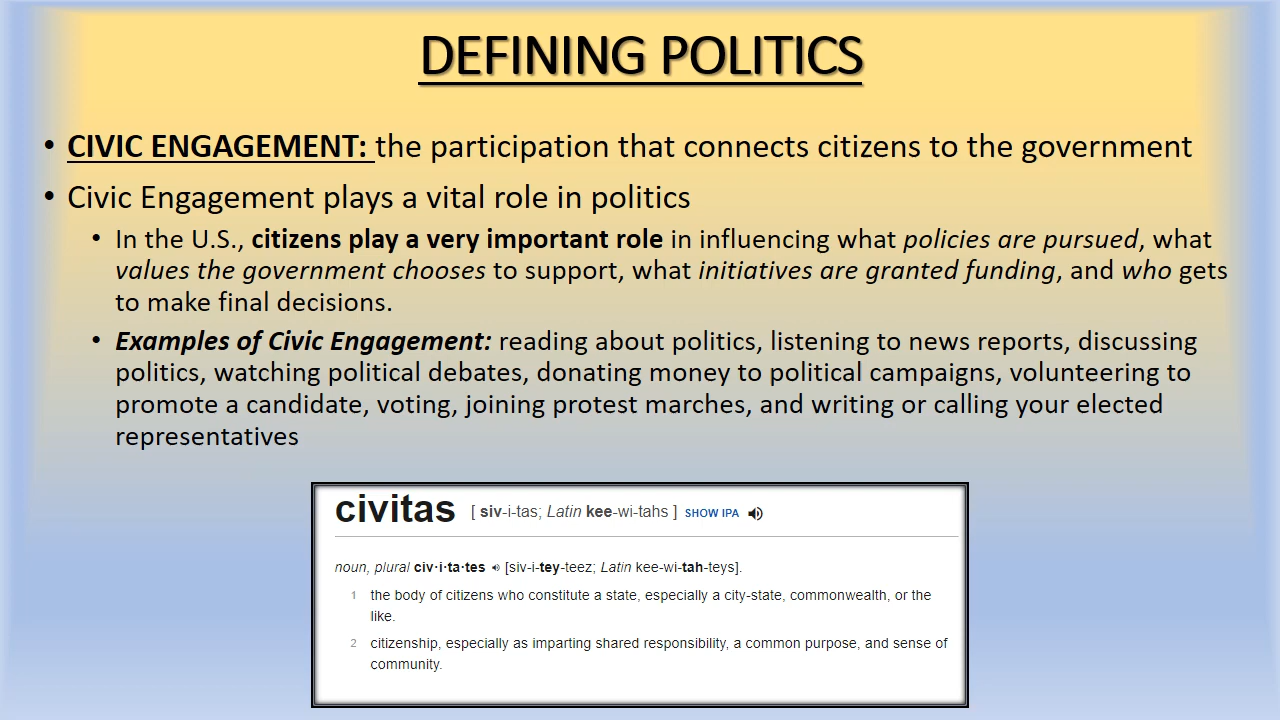 DEFINING POLITICS
• CIVIC ENGAGEMENT: the participation that connects citizens to the government
• Civic Engagement plays a vital role in politics
• In the U.S., citizens play a very important role in influencing what policies are pursued, what
values the government chooses to support, what initiatives are granted funding, and who gets
to make final decisions.
• Examples of Civic Engagement: reading about politics, listening to news reports, discussing
politics, watching political debates, donating money to political campaigns, volunteering to
promote a candidate, voting, joining protest marches, and writing or calling your elected
representatives
civitas [ siv-i-tas; Latin kee-wi-tahs ] SHOW IPA
noun, plural civ·i·ta·tes [siv-i-tey-teez; Latin kee-wi-tah-teys].
1 the body of citizens who constitute a state, especially a city-state, commonwealth, or the
like.
2 citizenship, especially as imparting shared responsibility, a common purpose, and sense of
community.